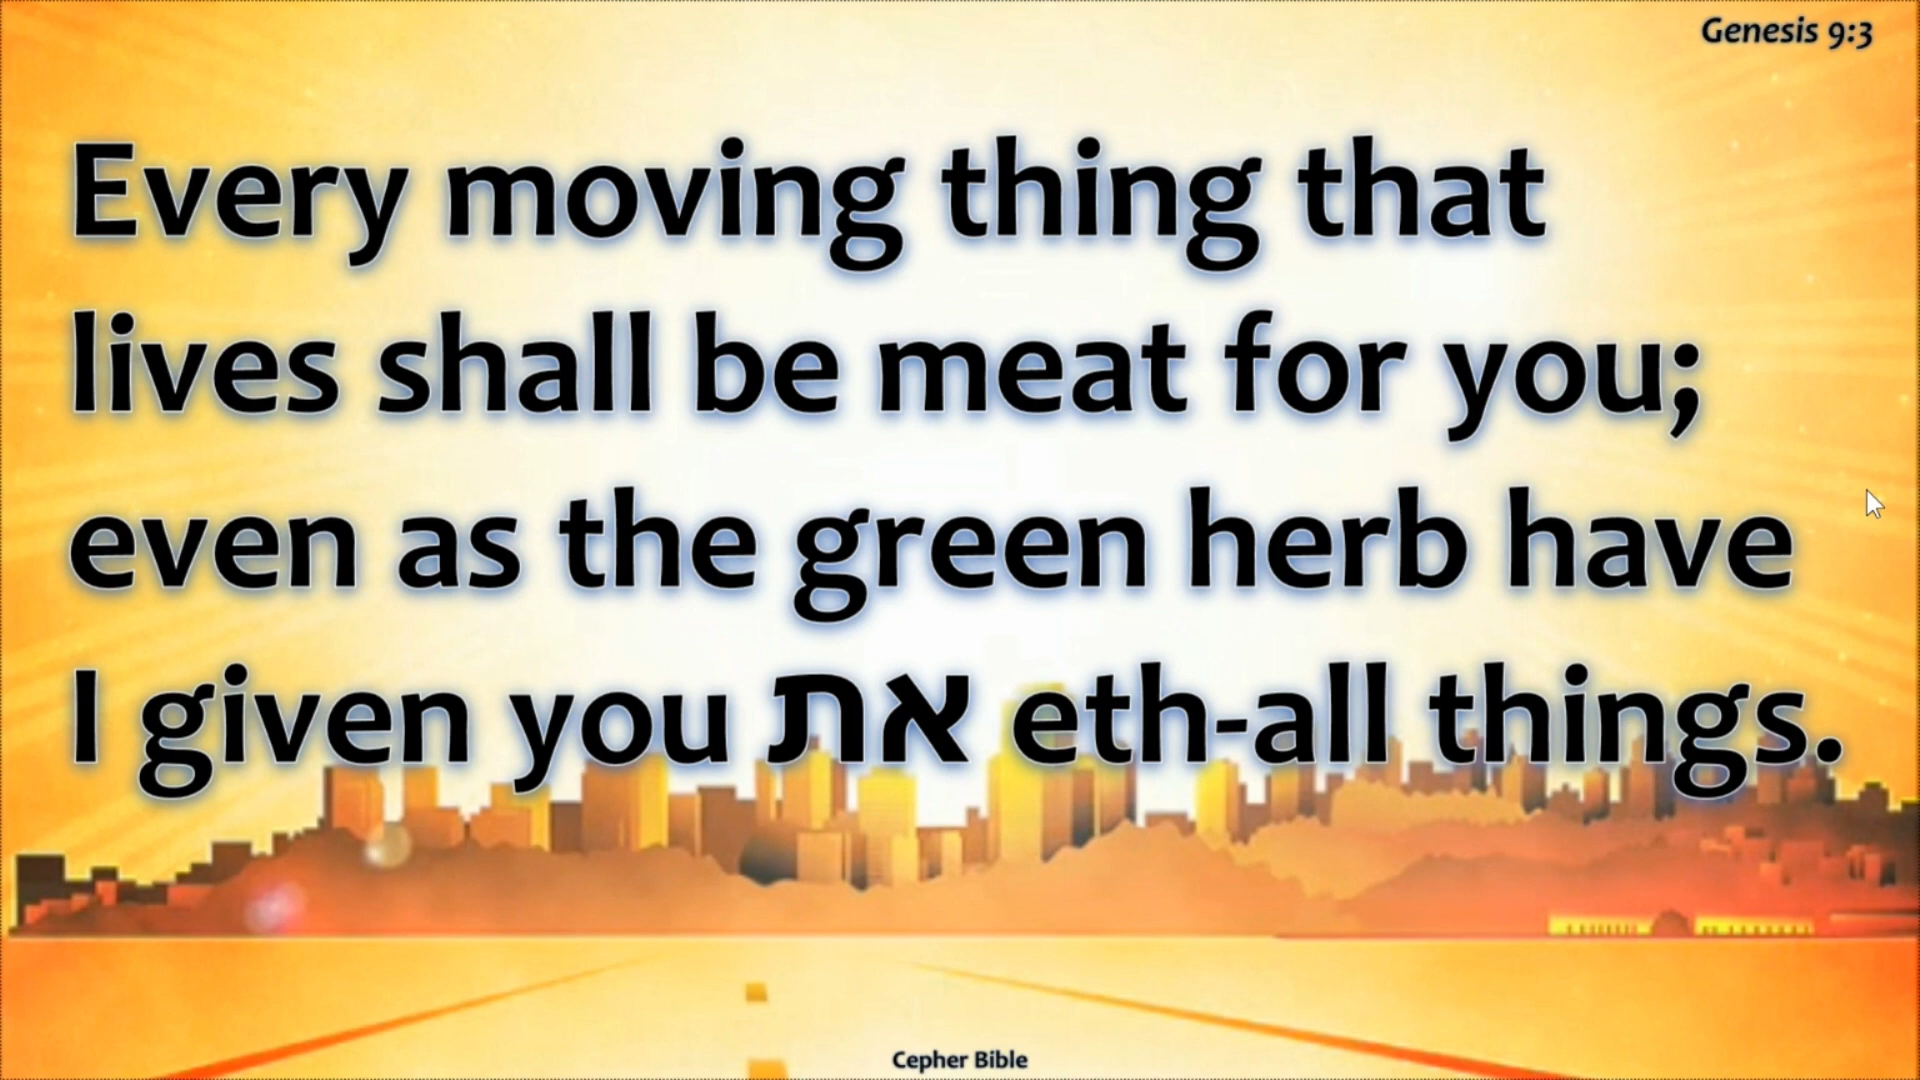 Genesis 9:3
Every moving thing that
lives shall be meat for you;
even as the green herb have
I given you את eth-all things.
Cepher Bible